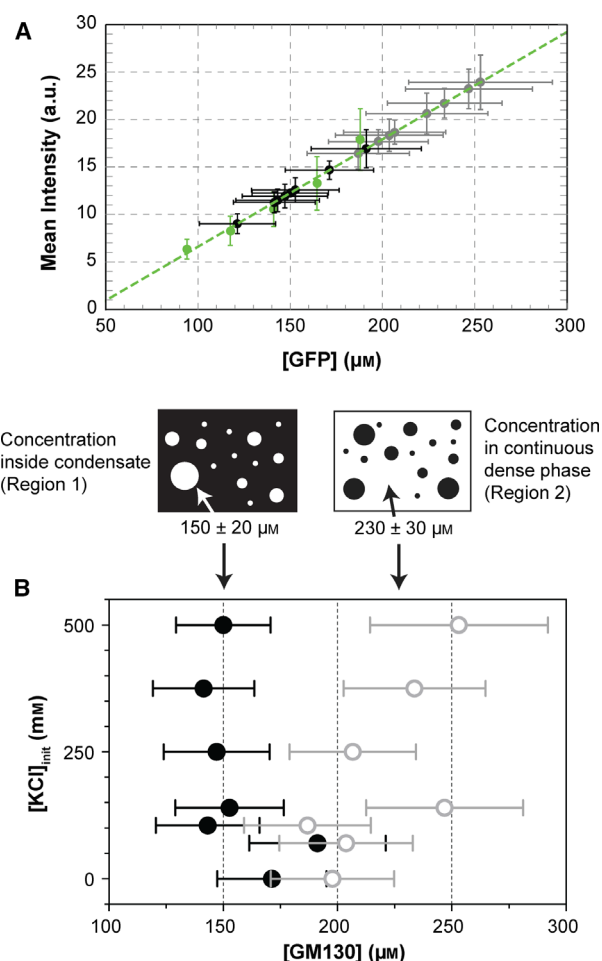 A
Mean Intensity (a.u.)
30
25
20
15
10
5
0
50 100 150 200 250 300
[GFP] (μM)
Concentration
inside condensate
(Region 1)
150 ± 20 μM
Concentration
in continuous
dense phase
(Region 2)
230 ± 30 μM
B
[KCl]init (mM)
500
250
0
100 150 200 250 300
[GM130] (μM)